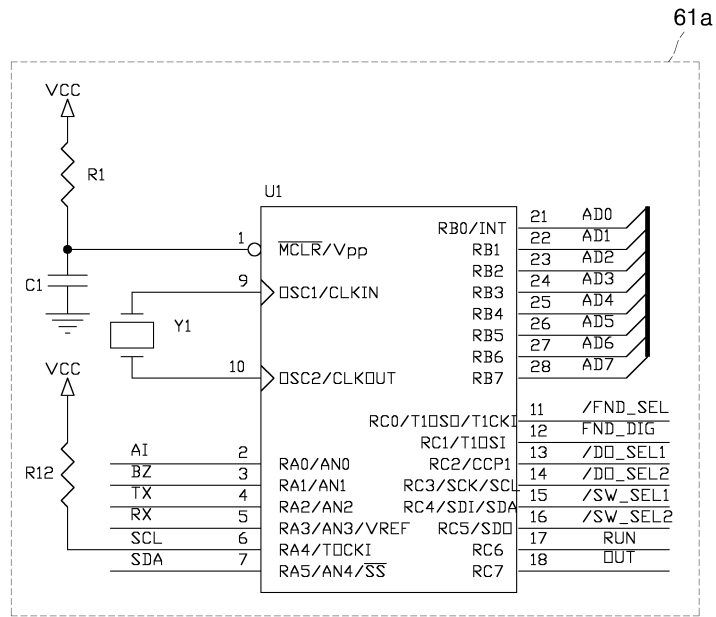 61a
VCC
R1
U1
1 MCLR/Vpp
C1
9 OSC1/CLKIN
Y1
10 OSC2/CLKOUT
VCC
R12
AI 2 RA0/AN0
BZ 3 RA1/AN1
TX 4 RA2/AN2
RX 5 RA3/AN3/VREF
SCL 6 RA4/TOCKI
SDA 7 RA5/AN4/SS
RB0/INT 21 AD0
RB1 22 AD1
RB2 23 AD2
RB3 24 AD3
RB4 25 AD4
RB5 26 AD5
RB6 27 AD6
RB7 28 AD7
RC0/T1OSO/T1CKI 11 /FND_SEL
RC1/T1OSI 12 FND_DIG
RC2/CCP1 13 /DO_SEL1
RC3/SCK/SCL 14 /DO_SEL2
RC4/SDI/SDA 15 /SW_SEL1
RC5/SDO 16 /SW_SEL2
RC6 17 RUN
RC7 18 OUT